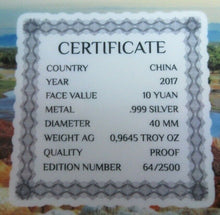 CERTIFICATE
COUNTRY CHINA
YEAR 2017
FACE VALUE 10 YUAN
METAL .999 SILVER
DIAMETER 40 MM
WEIGHT AG 0,9645 TROY OZ
QUALITY PROOF
EDITION NUMBER 64/2500